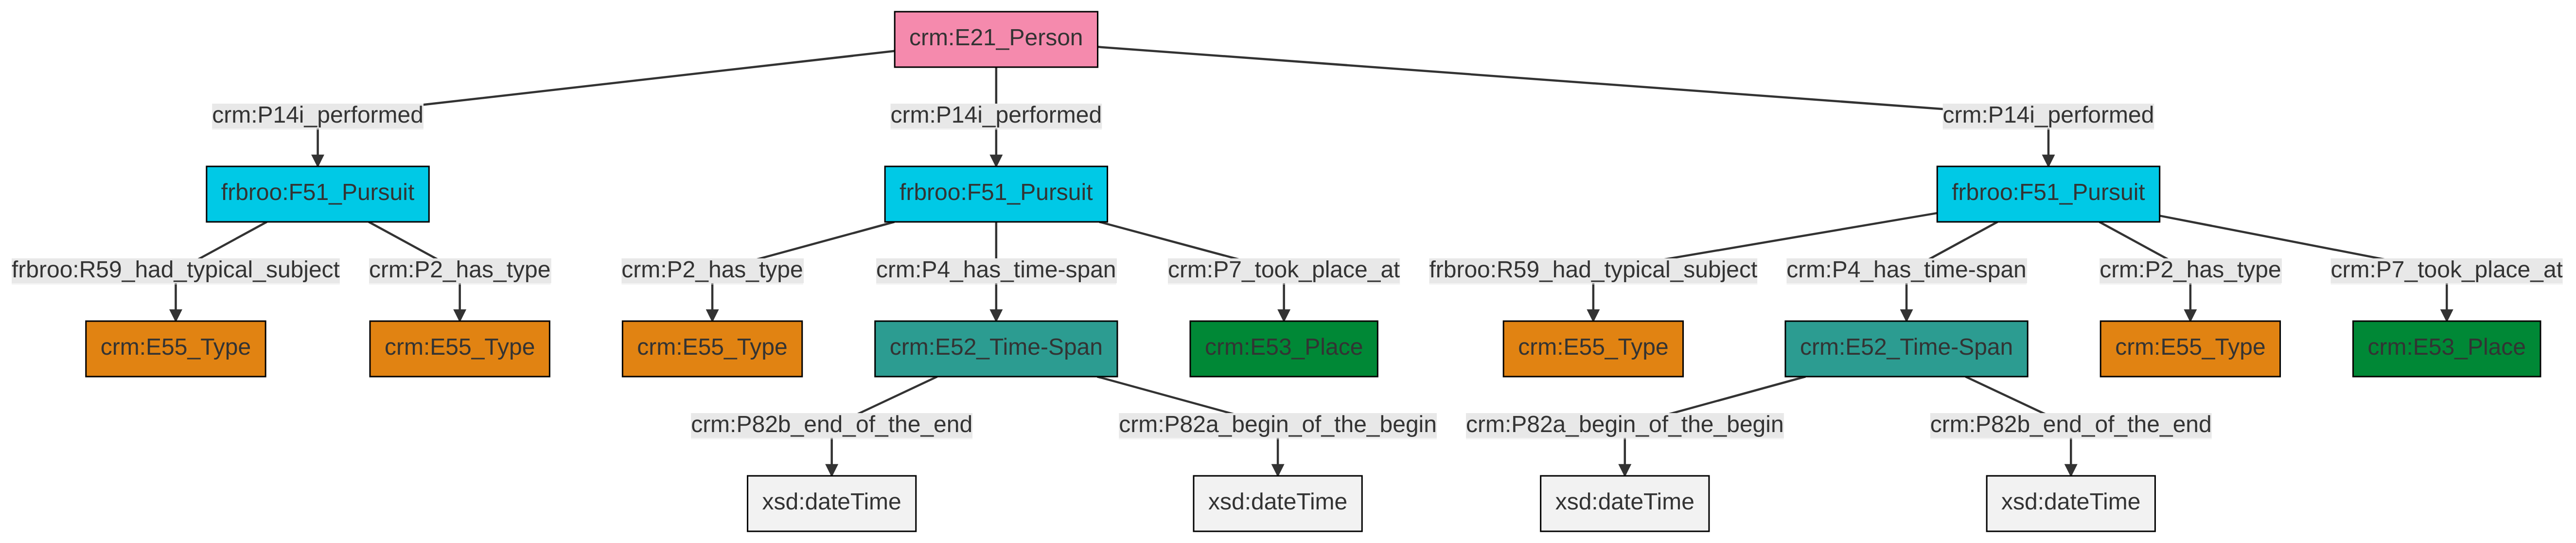 crm:E21_Person
crm:P14i_performed crm:P14i_performed crm:P14i_performed
frbroo:F51_Pursuit frbroo:F51_Pursuit frbroo:F51_Pursuit
frbroo:R59_had_typical_subject crm:P2_has_type crm:P2_has_type crm:P4_has_time-span crm:P7_took_place_at frbroo:R59_had_typical_subject crm:P4_has_time-span crm:P2_has_type crm:P7_took_place_at
crm:E55_Type crm:E55_Type crm:E55_Type crm:E52_Time-Span crm:E53_Place crm:E55_Type crm:E52_Time-Span crm:E55_Type crm:E53_Place
crm:P82b_end_of_the_end crm:P82a_begin_of_the_begin crm:P82a_begin_of_the_begin crm:P82b_end_of_the_end
xsd:dateTime xsd:dateTime xsd:dateTime xsd:dateTime